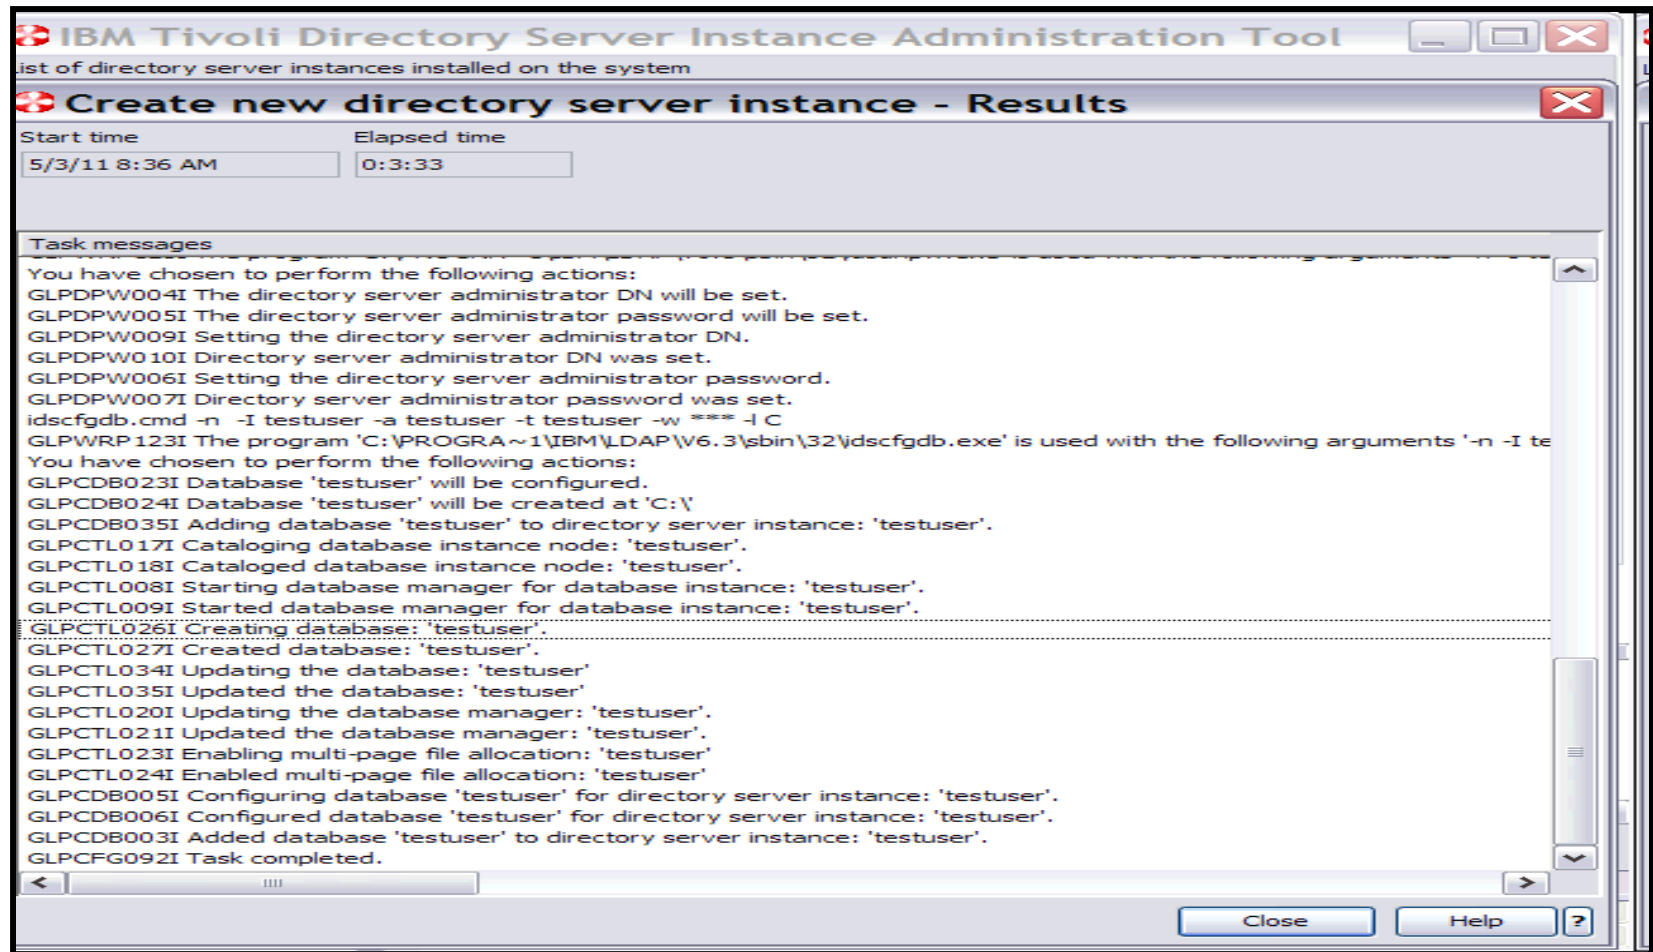 IBM Tivoli Directory Server Instance Administration Tool
ist of directory server instances installed on the system
Create new directory server instance - Results
Start time Elapsed time
5/3/11 8:36 AM 0:3:33
Task messages
You have chosen to perform the following actions:
GLPDPW004I The directory server administrator DN will be set.
GLPDPW005I The directory server administrator password will be set.
GLPDPW009I Setting the directory server administrator DN.
GLPDPW010I Directory server administrator DN was set.
GLPDPW006I Setting the directory server administrator password.
GLPDPW007I Directory server administrator password was set.
idscfgdb.cmd -n -I testuser -a testuser -t testuser -w *** -l C
GLPWRP123I The program 'C:\PROGRA~1\IBM\LDAP\V6.3\sbin\32\idscfgdb.exe' is used with the following arguments '-n -I te
You have chosen to perform the following actions:
GLPCDB023I Database 'testuser' will be configured.
GLPCDB024I Database 'testuser' will be created at 'C:\'
GLPCDB035I Adding database 'testuser' to directory server instance: 'testuser'.
GLPCTL017I Cataloging database instance node: 'testuser'.
GLPCTL018I Cataloged database instance node: 'testuser'.
GLPCTL008I Starting database manager for database instance: 'testuser'.
GLPCTL009I Started database manager for database instance: 'testuser'.
GLPCTL026I Creating database: 'testuser'.
GLPCTL027I Created database: 'testuser'.
GLPCTL034I Updating the database: 'testuser'
GLPCTL035I Updated the database: 'testuser'
GLPCTL020I Updating the database manager: 'testuser'.
GLPCTL021I Updated the database manager: 'testuser'.
GLPCTL023I Enabling multi-page file allocation: 'testuser'
GLPCTL024I Enabled multi-page file allocation: 'testuser'
GLPCDB005I Configuring database 'testuser' for directory server instance: 'testuser'.
GLPCDB006I Configured database 'testuser' for directory server instance: 'testuser'.
GLPCDB003I Added database 'testuser' to directory server instance: 'testuser'.
GLPCFG092I Task completed.
Close Help ?